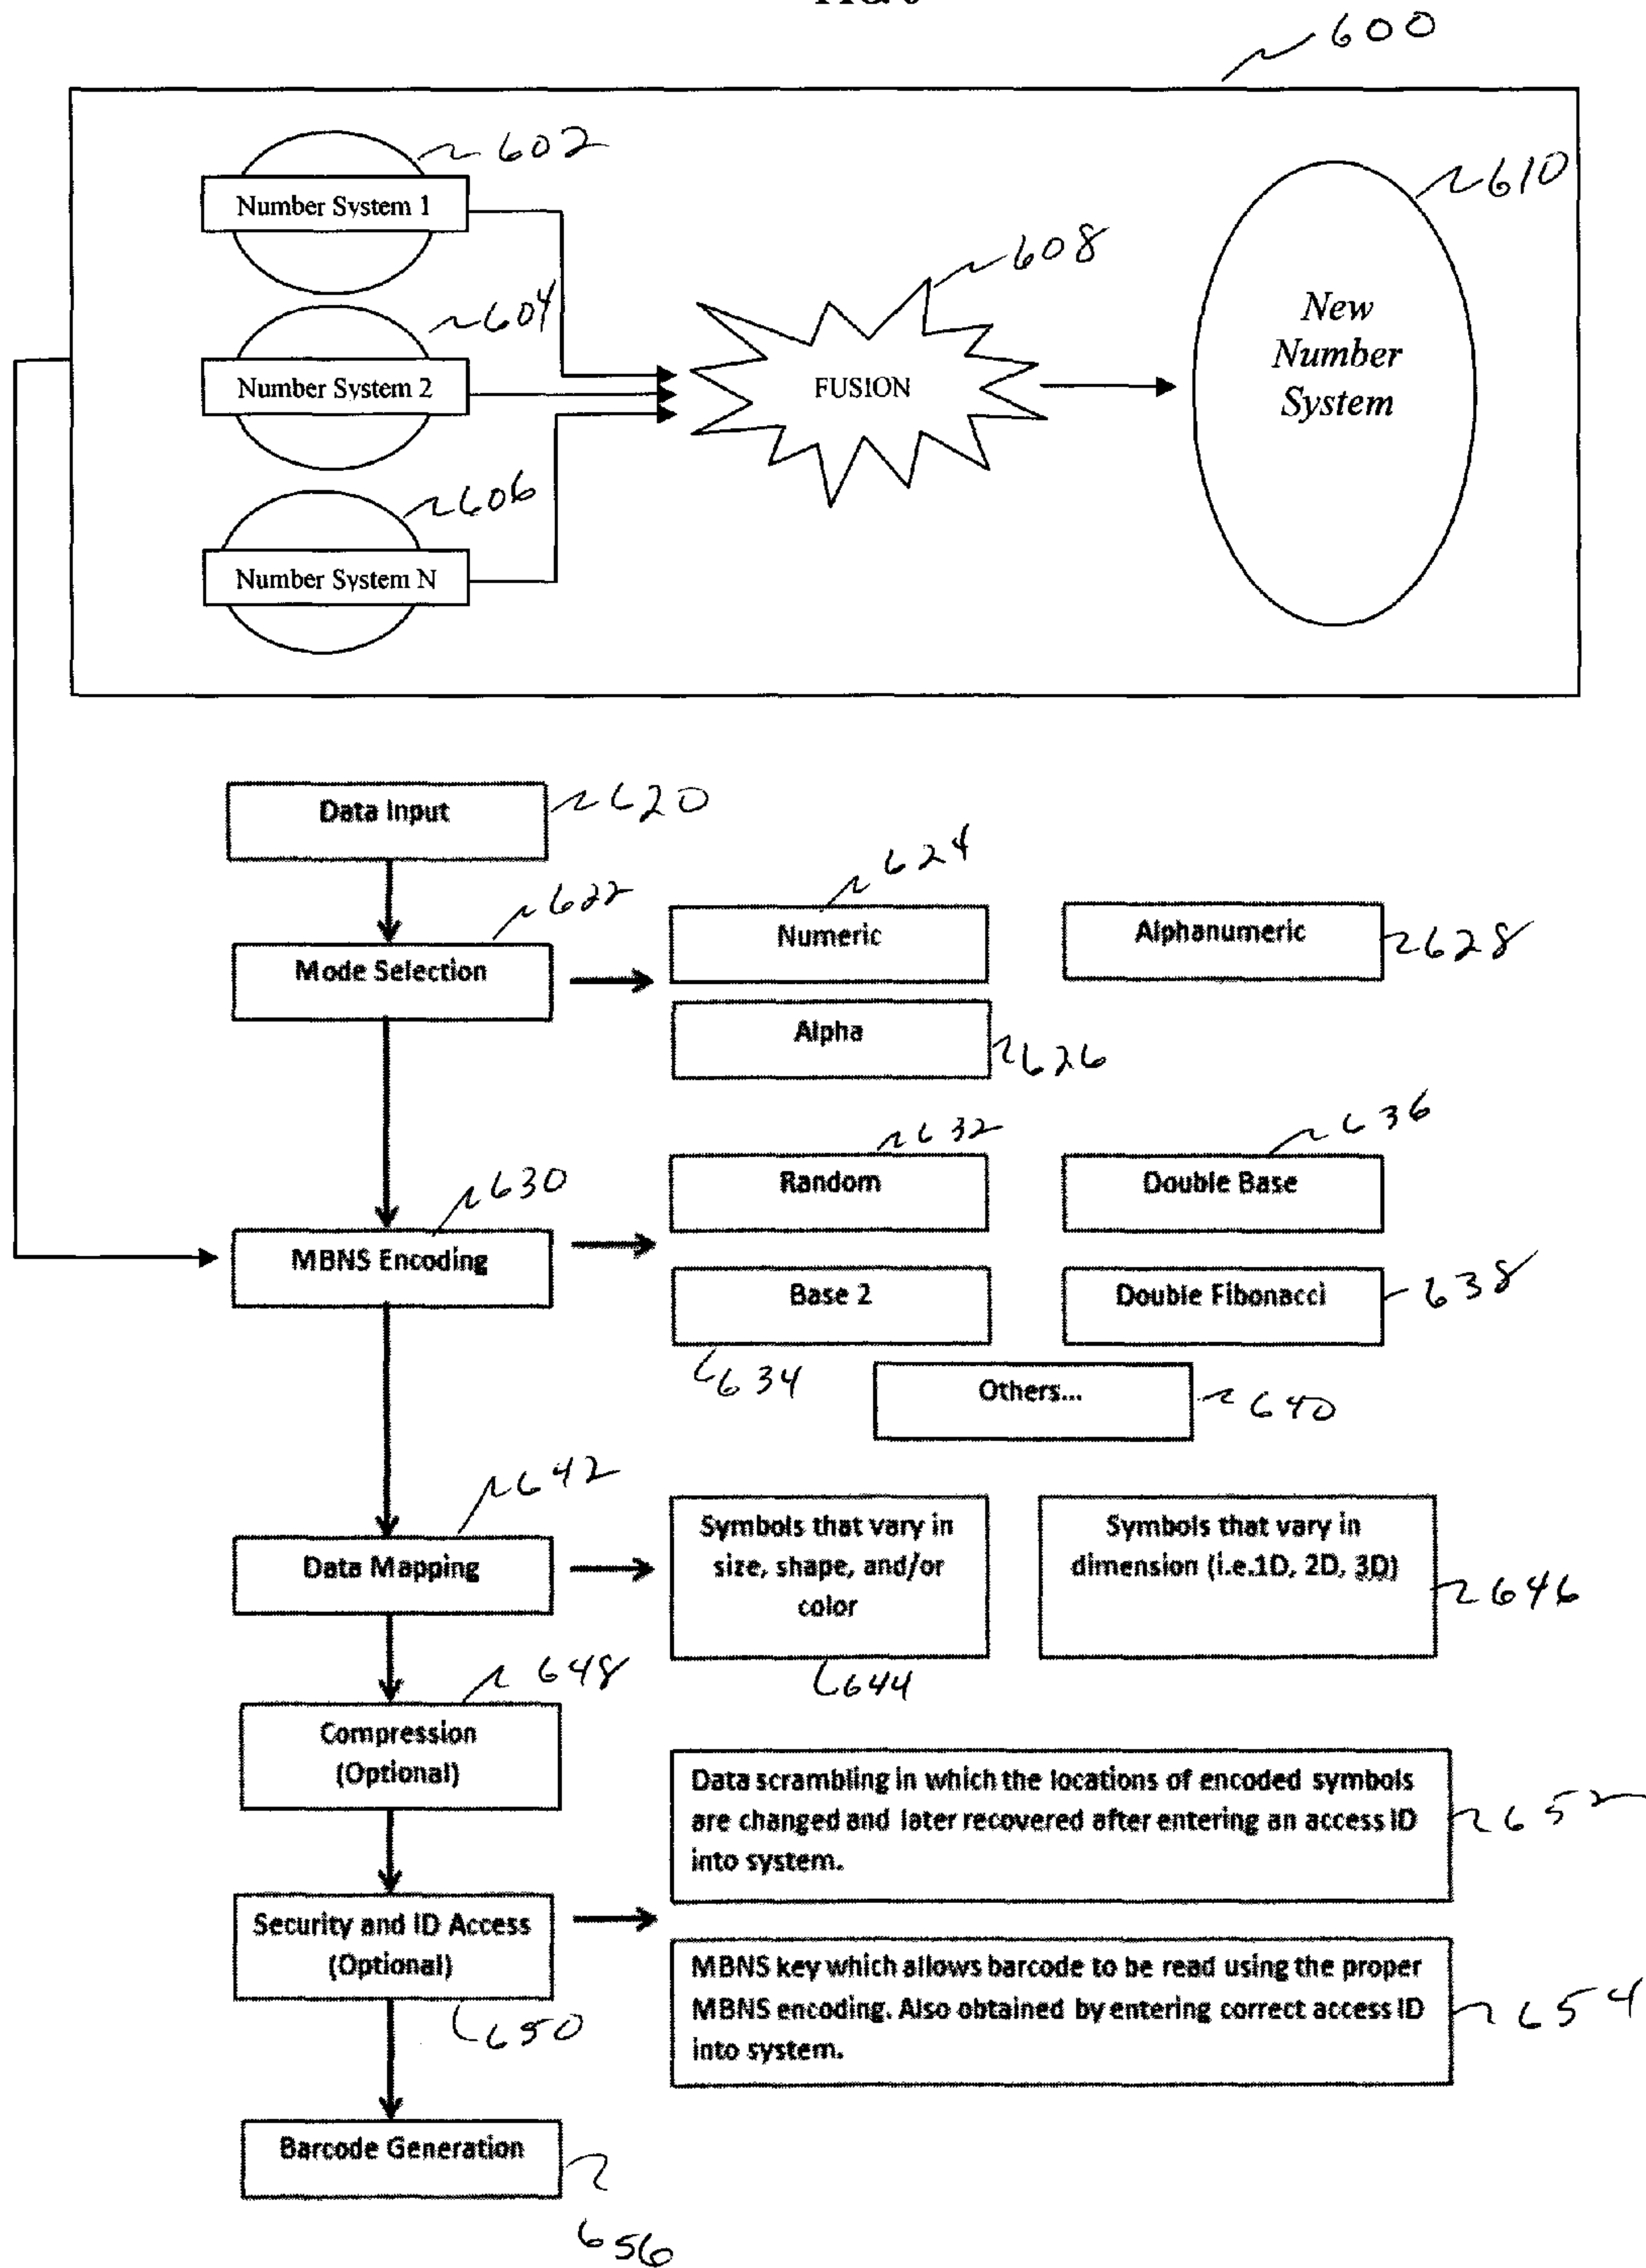 600
602
Number System 1
610
608
604
Number System 2
FUSION
New
Number
System
606
Number System N
Data Input
620
624
622
Numeric
Alphanumeric
628
Mode Selection
Alpha
626
632
636
Random
Double Base
630
MBNS Encoding
Base 2
Double Fibonacci
638
634
Others...
640
642
Symbols that vary in
size, shape, and/or
color
Symbols that vary in
dimension (i.e.1D, 2D, 3D)
646
Data Mapping
644
648
Compression
(Optional)
Data scrambling in which the locations of encoded symbols
are changed and later recovered after entering an access ID
into system.
652
Security and ID Access
(Optional)
650
MBNS key which allows barcode to be read using the proper
MBNS encoding. Also obtained by entering correct access ID
into system.
654
Barcode Generation
656